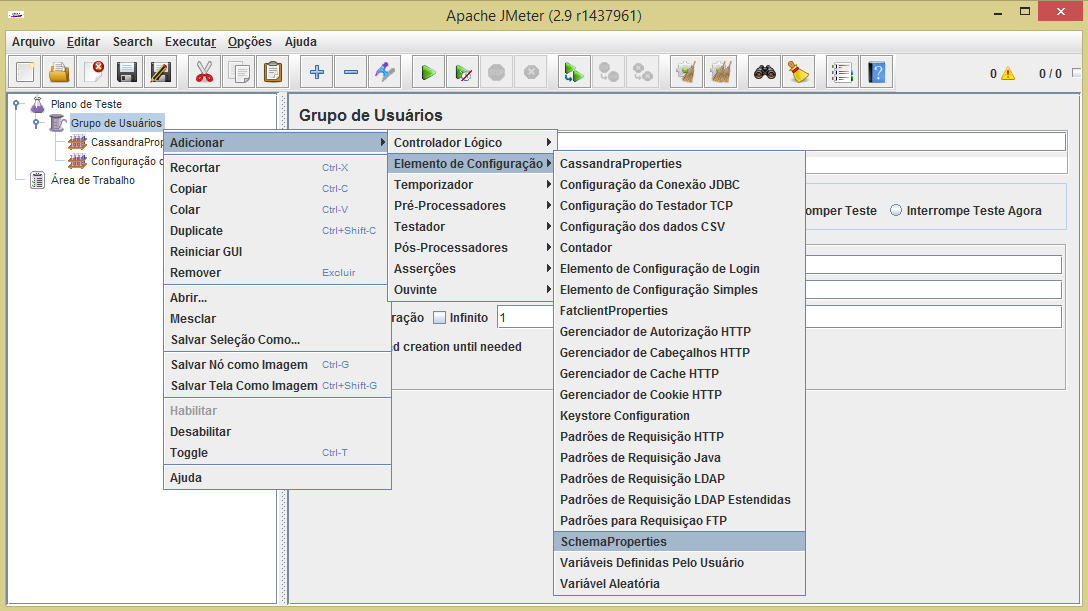 Apache JMeter (2.9 r1437961)
Arquivo Editar Search Executar Opções Ajuda
0 0 / 0
Plano de Teste
Grupo de Usuários
CassandraProp
Configuração
Área de Trabalho
Grupo de Usuários
omper Teste Interrompe Teste Agora
ração Infinito 1
d creation until needed
Adicionar
Recortar Ctrl-X
Copiar Ctrl-C
Colar Ctrl-V
Duplicate Ctrl+Shift-C
Reiniciar GUI
Remover Excluir
Abrir...
Mesclar
Salvar Seleção Como...
Salvar Nó como Imagem Ctrl-G
Salvar Tela Como Imagem Ctrl+Shift-G
Habilitar
Desabilitar
Toggle Ctrl-T
Ajuda
Controlador Lógico
Elemento de Configuração
Temporizador
Pré-Processadores
Testador
Pós-Processadores
Asserções
Ouvinte
CassandraProperties
Configuração da Conexão JDBC
Configuração do Testador TCP
Configuração dos dados CSV
Contador
Elemento de Configuração de Login
Elemento de Configuração Simples
FatclientProperties
Gerenciador de Autorização HTTP
Gerenciador de Cabeçalhos HTTP
Gerenciador de Cache HTTP
Gerenciador de Cookie HTTP
Keystore Configuration
Padrões de Requisição HTTP
Padrões de Requisição Java
Padrões de Requisição LDAP
Padrões de Requisição LDAP Estendidas
Padrões para Requisiçao FTP
SchemaProperties
Variáveis Definidas Pelo Usuário
Variável Aleatória